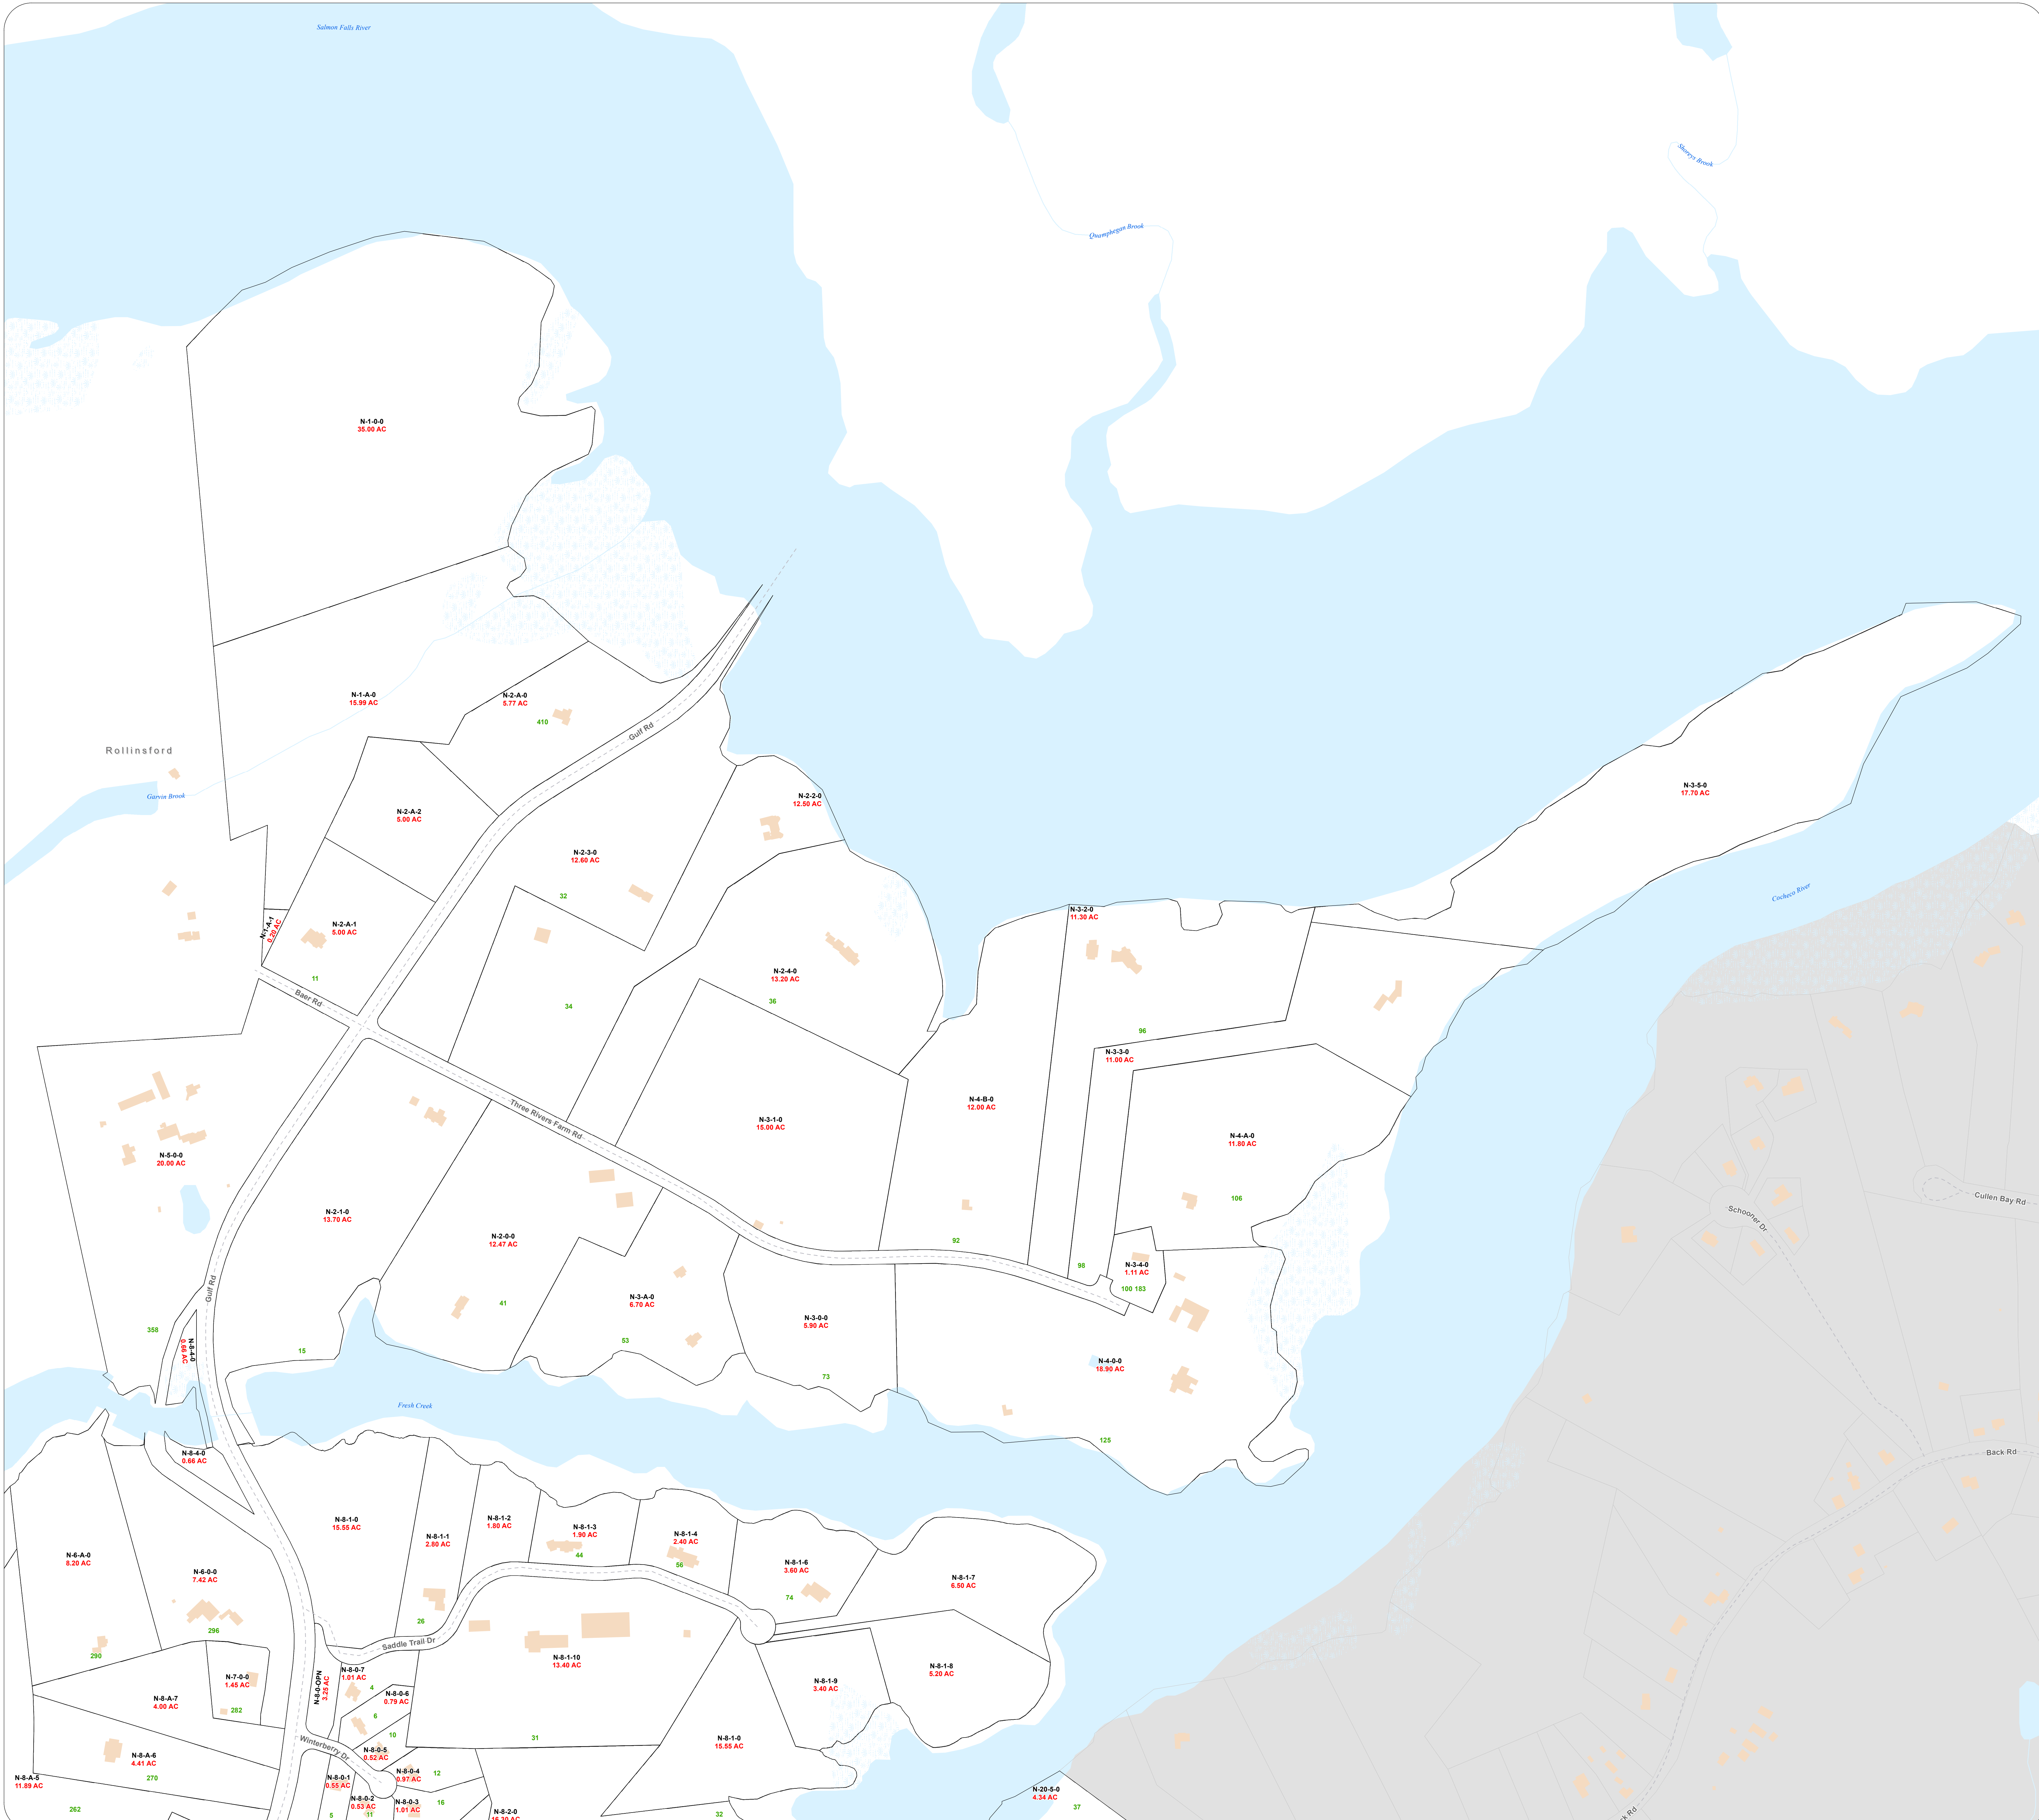 Salmon Falls River
Shoreys Brook
Quamphegan Brook
N-1-0-0
35.00 AC
N-1-A-0
15.99 AC
N-2-A-0
5.77 AC
410
Gulf Rd
Rollinsford
Garvin Brook
N-3-5-0
17.70 AC
N-2-2-0
12.50 AC
N-2-A-2
5.00 AC
N-2-3-0
12.60 AC
32
Cocheco River
N-3-2-0
11.30 AC
N-1-A-1
0.20 AC
N-2-A-1
5.00 AC
11
N-2-4-0
13.20 AC
36
Baer Rd
34
96
N-3-3-0
11.00 AC
N-4-B-0
12.00 AC
Three Rivers Farm Rd
N-3-1-0
15.00 AC
N-4-A-0
11.80 AC
106
N-5-0-0
20.00 AC
Cullen Bay Rd
Schooner Dr
N-2-1-0
13.70 AC
N-2-0-0
12.47 AC
92
98
N-3-4-0
1.11 AC
100 183
Gulf Rd
N-3-A-0
6.70 AC
41
N-3-0-0
5.90 AC
358
N-8-4-0
0.66 AC
15
53
73
N-4-0-0
18.90 AC
Fresh Creek
125
Back Rd
N-8-4-0
0.66 AC
N-8-1-0
15.55 AC
N-8-1-1
2.80 AC
N-8-1-2
1.80 AC
N-8-1-3
1.90 AC
44
N-8-1-4
2.40 AC
56
N-6-A-0
8.20 AC
N-6-0-0
7.42 AC
N-8-1-6
3.60 AC
74
N-8-1-7
6.50 AC
26
296
290
Saddle Trail Dr
N-8-1-10
13.40 AC
N-8-1-8
5.20 AC
N-7-0-0
1.45 AC
282
N-8-0-OPN
3.25 AC
N-8-0-7
1.01 AC
4
N-8-0-6
0.79 AC
N-8-1-9
3.40 AC
N-8-A-7
4.00 AC
6
10
31
N-8-1-0
15.55 AC
Winterberry Dr
N-8-A-6
4.41 AC
270
N-8-0-5
0.52 AC
N-8-0-4
0.97 AC
12
N-8-A-5
11.89 AC
N-8-0-1
0.55 AC
N-20-5-0
4.34 AC
N-8-0-2
0.53 AC
N-8-0-3
1.01 AC
16
37
262
5
11
N-8-2-0
16.30 AC
32